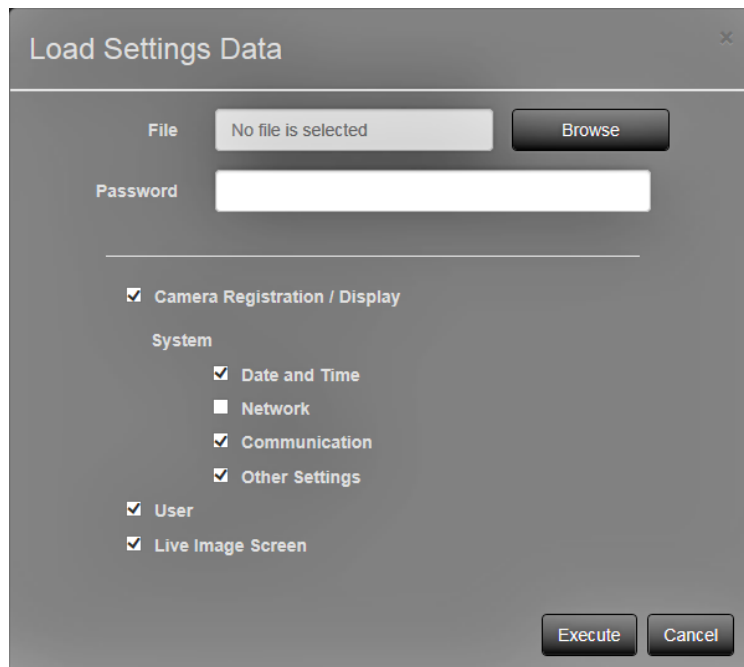 Load Settings Data
×
File No file is selected Browse
Password
Camera Registration / Display
System
Date and Time
Network
Communication
Other Settings
User
Live Image Screen
Execute Cancel